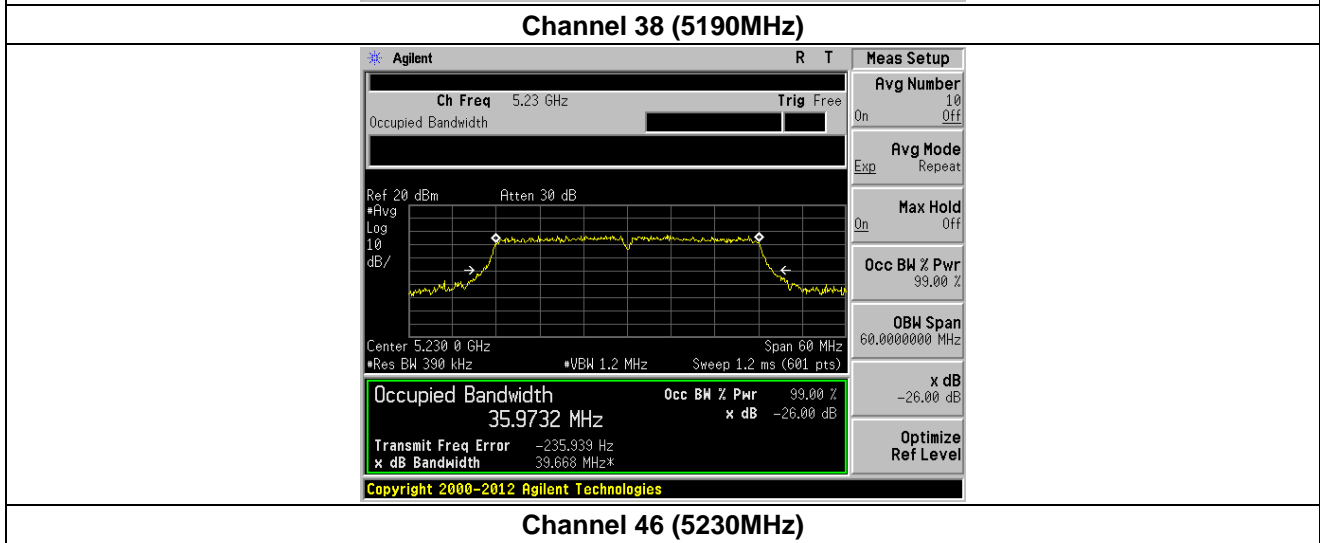 Channel 38 (5190MHz)
Agilent R T
Meas Setup
Ch Freq 5.23 GHz Trig Free
Occupied Bandwidth
Avg Number
10
On Off
Avg Mode
Exp Repeat
Ref 20 dBm Atten 30 dB
#Avg
Log
10
dB/
Max Hold
On Off
Occ BW % Pwr
99.00 %
OBW Span
60.0000000 MHz
Center 5.230 0 GHz Span 60 MHz
#Res BW 390 kHz #VBW 1.2 MHz Sweep 1.2 ms (601 pts)
x dB
-26.00 dB
Occupied Bandwidth Occ BW % Pwr 99.00 %
35.9732 MHz x dB -26.00 dB
Transmit Freq Error -235.939 Hz
x dB Bandwidth 39.668 MHz*
Optimize
Ref Level
Copyright 2000-2012 Agilent Technologies
Channel 46 (5230MHz)